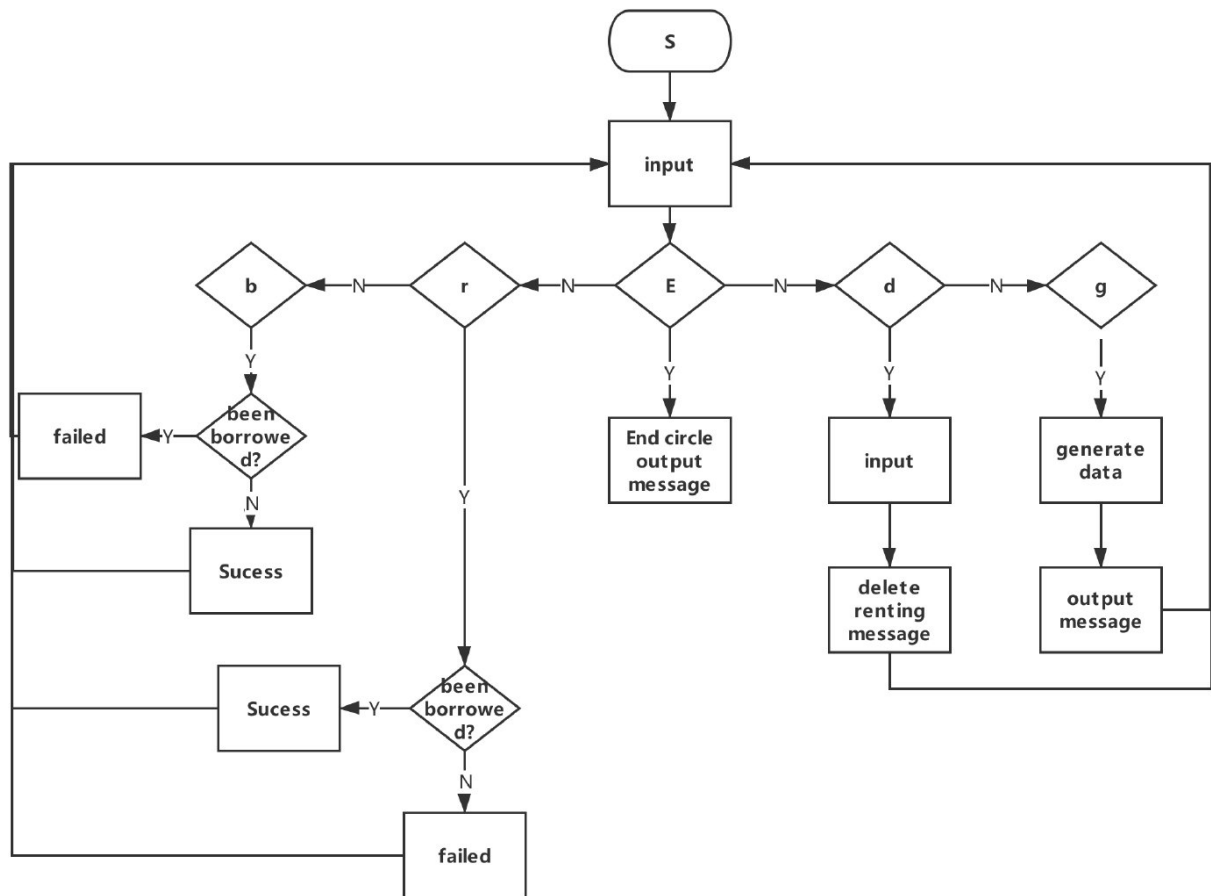 S
input
b
N
r
N
E
N
d
N
g
Y
Y
Y
Y
failed
Y
been
borrowe
d?
End circle
output
message
input
generate
data
N
Y
Sucess
delete
renting
message
output
message
Sucess
Y
been
borrowe
d?
N
failed